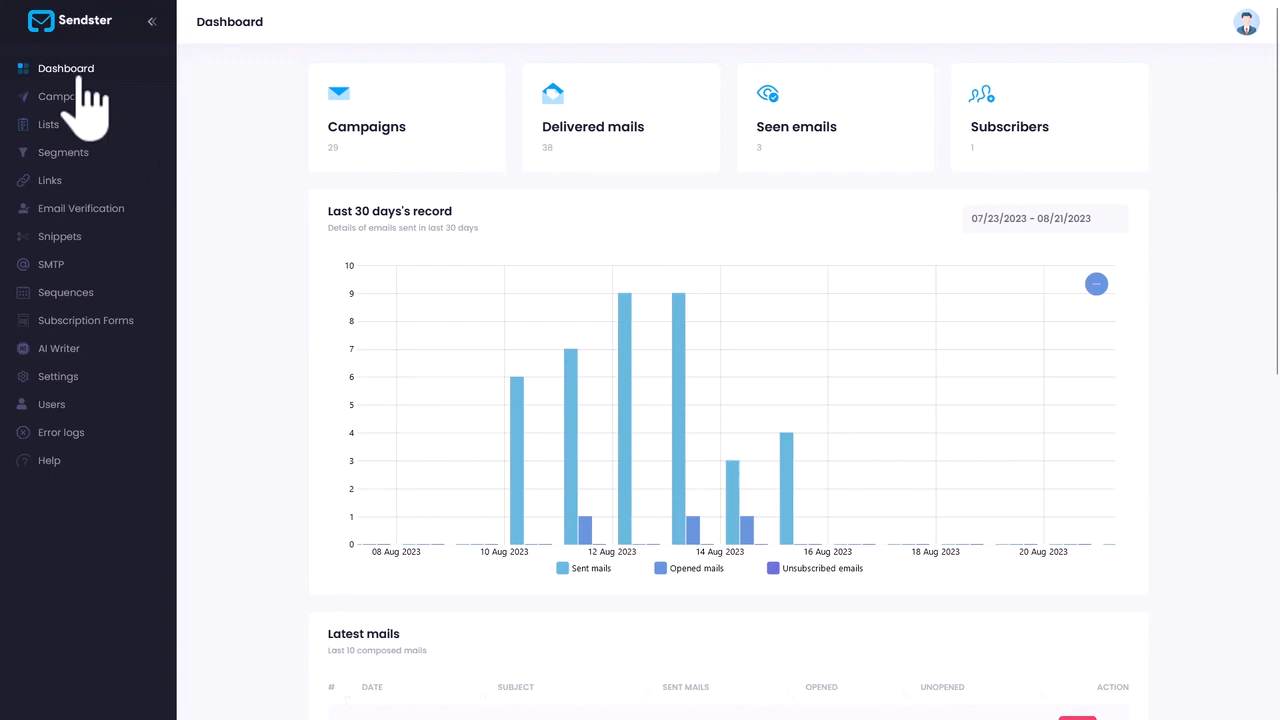 Sendster
Dashboard
Dashboard
Lists
Segments
Links
Email Verification
Snippets
SMTP
Sequences
Subscription Forms
AI Writer
Settings
Users
Error logs
Help
Campaigns
29
Delivered mails
38
Seen emails
3
Subscribers
1
Last 30 days's record
Details of emails sent in last 30 days
07/23/2023 - 08/21/2023
10
9
8
7
6
5
4
3
2
1
0
08 Aug 2023 10 Aug 2023 12 Aug 2023 14 Aug 2023 16 Aug 2023 18 Aug 2023 20 Aug 2023
Sent mails Opened mails Unsubscribed emails
Latest mails
Last 10 composed mails
# DATE SUBJECT SENT MAILS OPENED UNOPENED ACTION